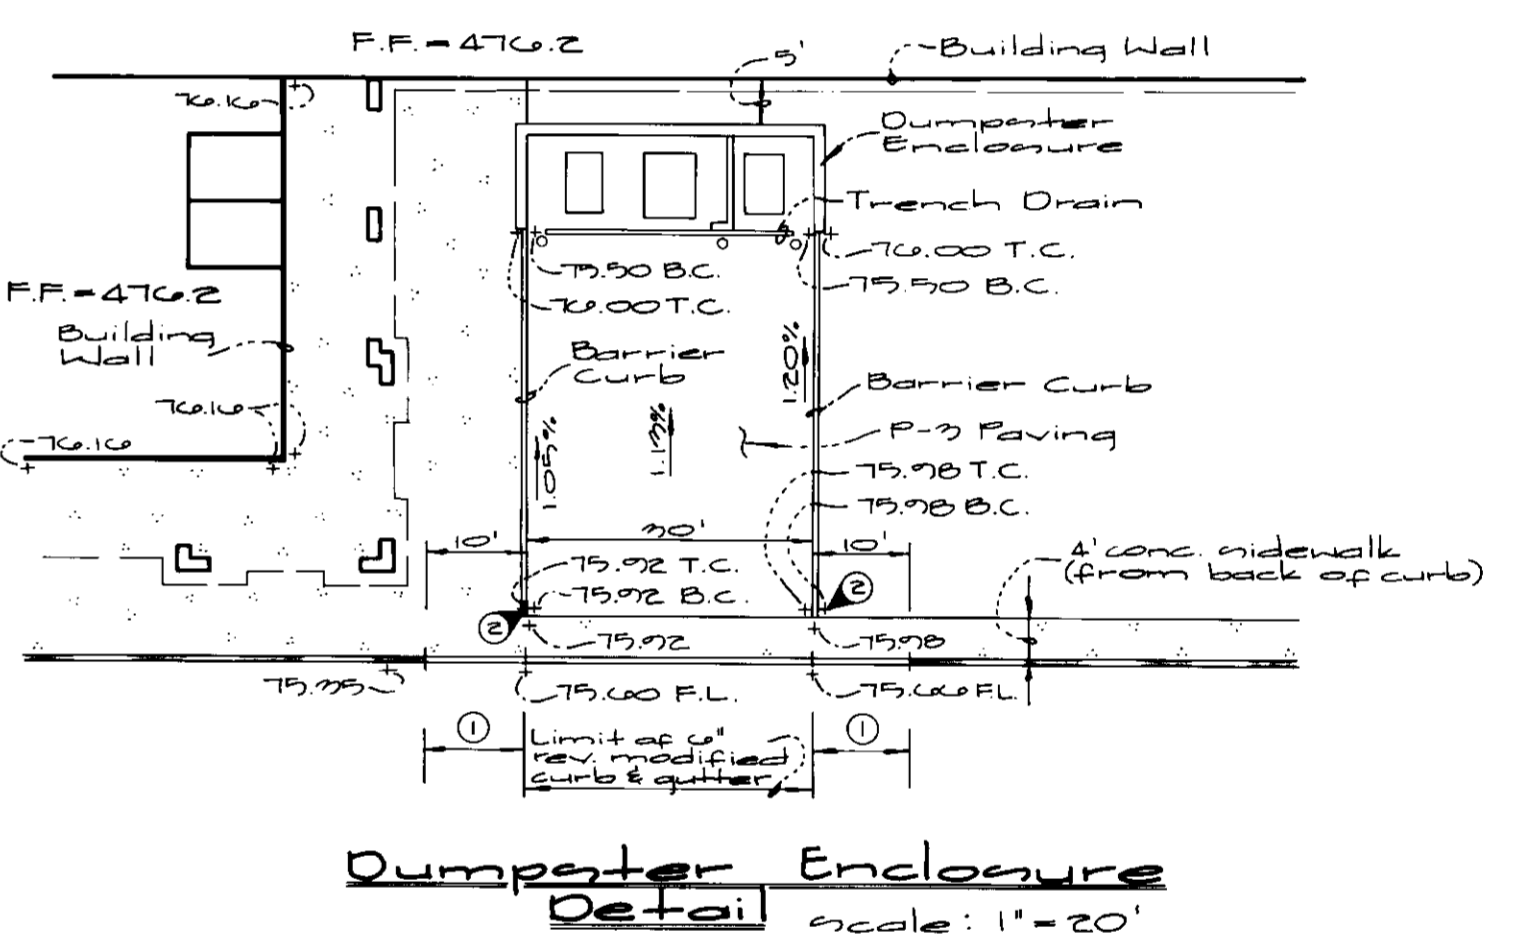 F.F. = 476.2
5'
Building Wall
76.16
Dumpster
Enclosure
Trench Drain
76.00 T.C.
75.50 B.C.
75.50 B.C.
76.00 T.C.
F.F. = 476.2
Building
Wall
Barrier
Curb
1.20%
Barrier Curb
76.16
76.16
1.05%
1.13%
P-3 Paving
75.98 T.C.
75.98 B.C.
10'
30'
10'
4' conc. sidewalk
(from back of curb)
75.92 T.C.
75.92 B.C.
2
2
75.92
75.98
75.35
75.60 F.L.
75.66 F.L.
1
1
Limit of 6"
rev. modified
curb & gutter
Dumpster Enclosure
Detail
scale: 1" = 20'